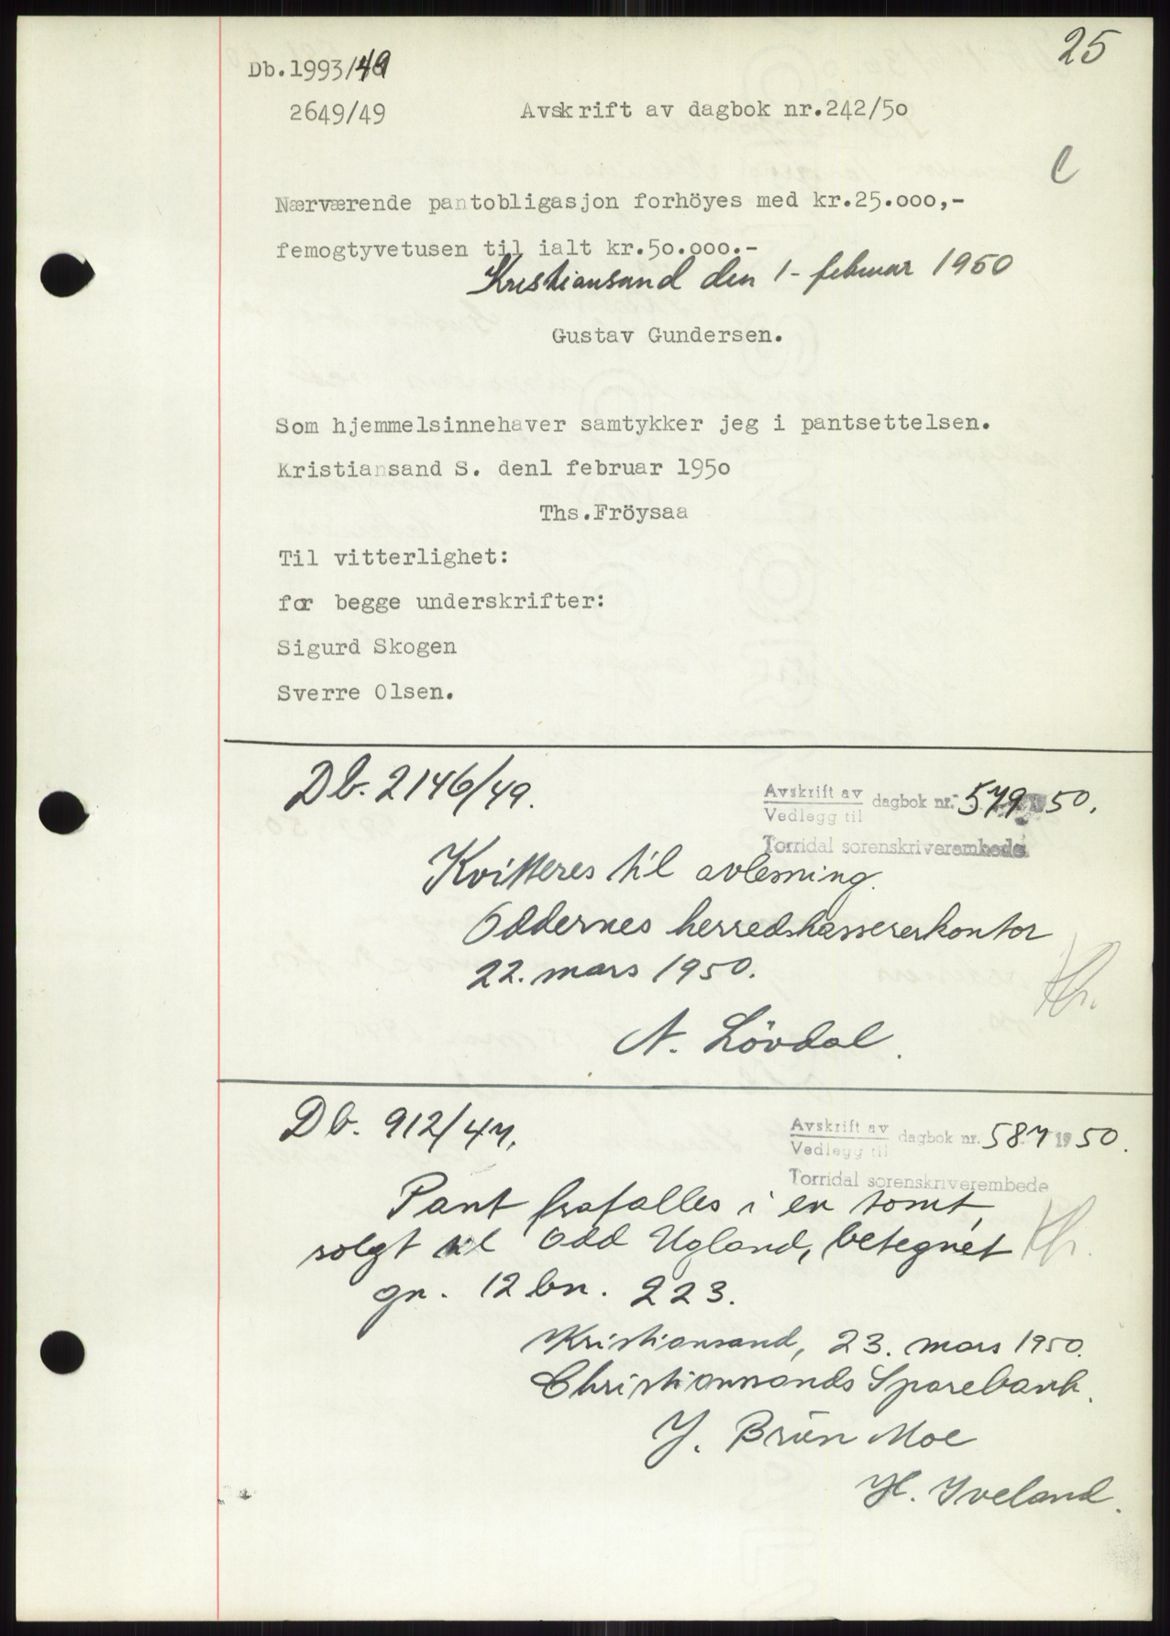 25
Db.1993/49
2649/49 Avskrift av dagbok nr.242/50
C
Nærværende pantobligasjon forhöyes med kr.25.000,-
femogtyvetusen til ialt kr.50.000.-
Kristiansand den 1- februar 1950
Gustav Gundersen.
Som hjemmelsinnehaver samtykker jeg i pantsettelsen.
Kristiansand S. den1 februar 1950
Ths.Fröysaa
Til vitterlighet:
for begge underskrifter:
Sigurd Skogen
Sverre Olsen.
Db. 2146/49.
Avskrift av
Vedlegg til dagbok nr. 579 1950.
Torridal sorenskriverembede
Kvitteres til avlesning.
Oddernes herredskassererkontor
22. mars 1950.
N. Lövdal.
Db. 912/47.
Avskrift av
Vedlegg til dagbok nr. 587 1950.
Torridal sorenskriverembede
Pant frafalles i en tomt,
solgt til Odd Ugland, betegnet
gn. 12 bn. 223.
Kristiansand, 23. mars 1950.
Christianssands Sparebank.
J. Brün Moe
H. Iveland.